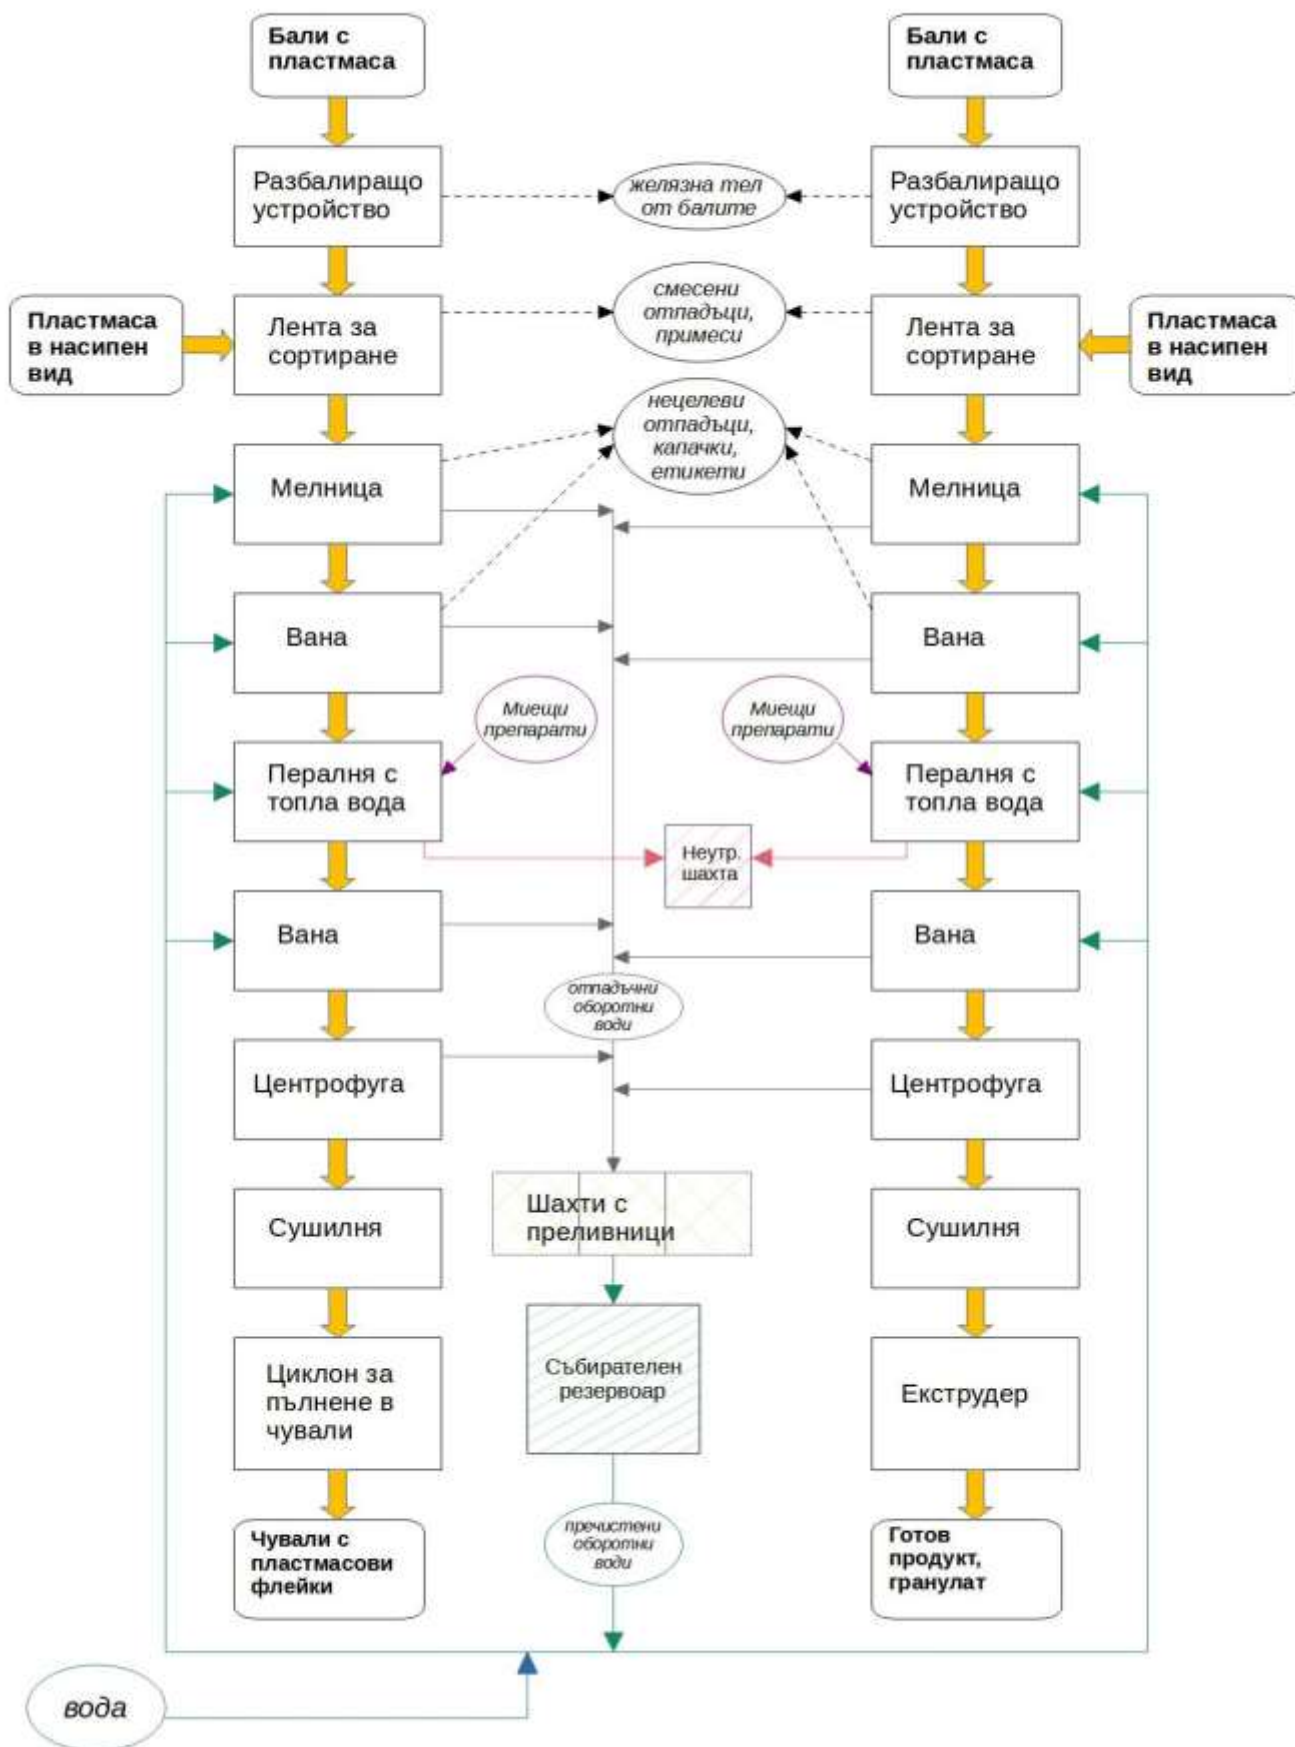 Бали с
пластмаса
Бали с
пластмаса
Разбалиращо
устройство
желязна тел
от балите
Разбалиращо
устройство
Пластмаса
в насипен
вид
Лента за
сортиране
смесени
отпадъци,
примеси
Лента за
сортиране
Пластмаса
в насипен
вид
нецелеви
отпадъци,
капачки,
етикети
Мелница
Мелница
Вана
Вана
Миещи
препарати
Миещи
препарати
Пералня с
топла вода
Пералня с
топла вода
Неутр.
шахта
Вана
Вана
отпадъчни
оборотни
води
Центрофуга
Центрофуга
Шахти с
преливници
Сушилня
Сушилня
Събирателен
резервоар
Циклон за
пълнене в
чували
Екструдер
пречистени
оборотни
води
Чували с
пластмасови
флейки
Готов
продукт,
гранулат
вода